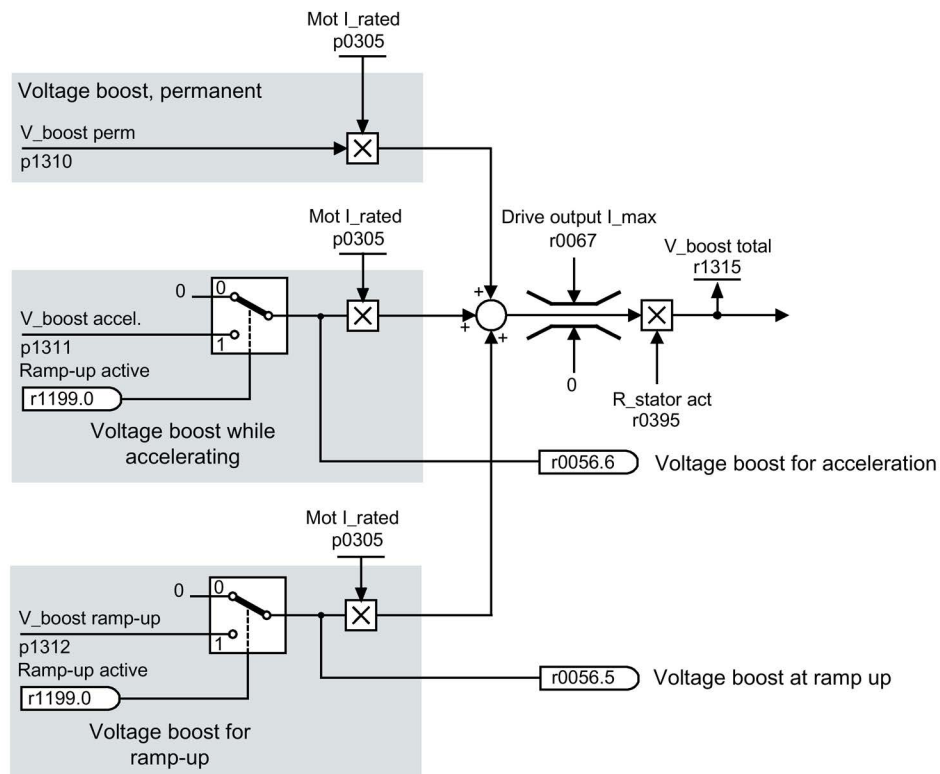 Mot I_rated
p0305
Voltage boost, permanent
V_boost perm
p1310
Mot I_rated
p0305
Drive output I_max
r0067
V_boost total
r1315
0
0
V_boost accel.
p1311
1
Ramp-up active
r1199.0
Voltage boost while
accelerating
+
+
+
0
R_stator act
r0395
r0056.6
Voltage boost for acceleration
Mot I_rated
p0305
0
0
V_boost ramp-up
p1312
1
Ramp-up active
r1199.0
Voltage boost for
ramp-up
r0056.5
Voltage boost at ramp up